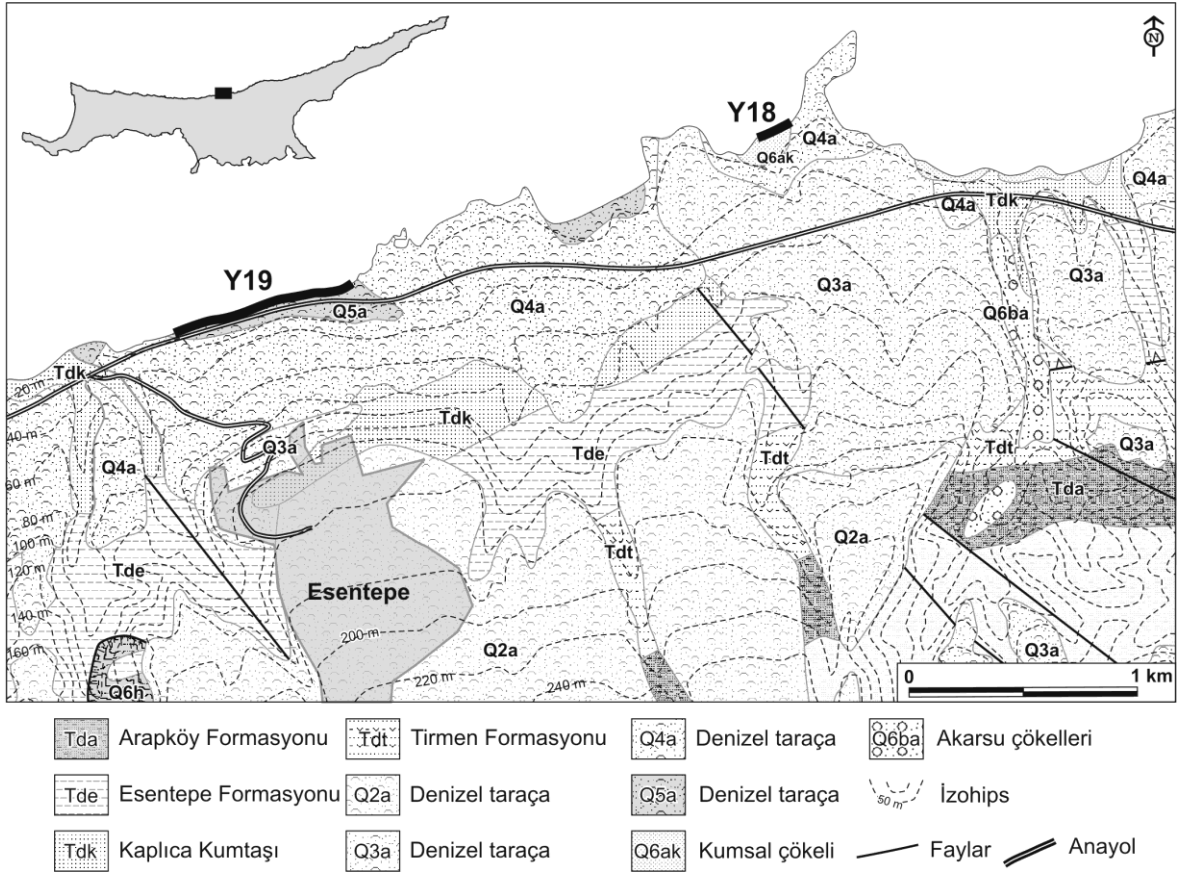 N
Y18
Q4a
Q6ak
Q4a
Q4a
Tdk
Y19
Q3a
Q3a
Q5a
Q4a
Q6ba
Tdk
20 m
Tdk
40 m
Q3a
Q4a
Tde
Tdt
Tdt
Q3a
60 m
Tda
80 m
100 m
Q2a
Tdt
120 m
Tde
Esentepe
140 m
200 m
160 m
Q2a
Q3a
220 m
240 m
Q6h
0 1 km
Tda Arapköy Formasyonu
Tdt Tirmen Formasyonu
Q4a Denizel taraça
Q6ba Akarsu çökelleri
Tde Esentepe Formasyonu
Q2a Denizel taraça
Q5a Denizel taraça
50 m İzohips
Tdk Kaplıca Kumtaşı
Q3a Denizel taraça
Q6ak Kumsal çökeli
Faylar
Anayol